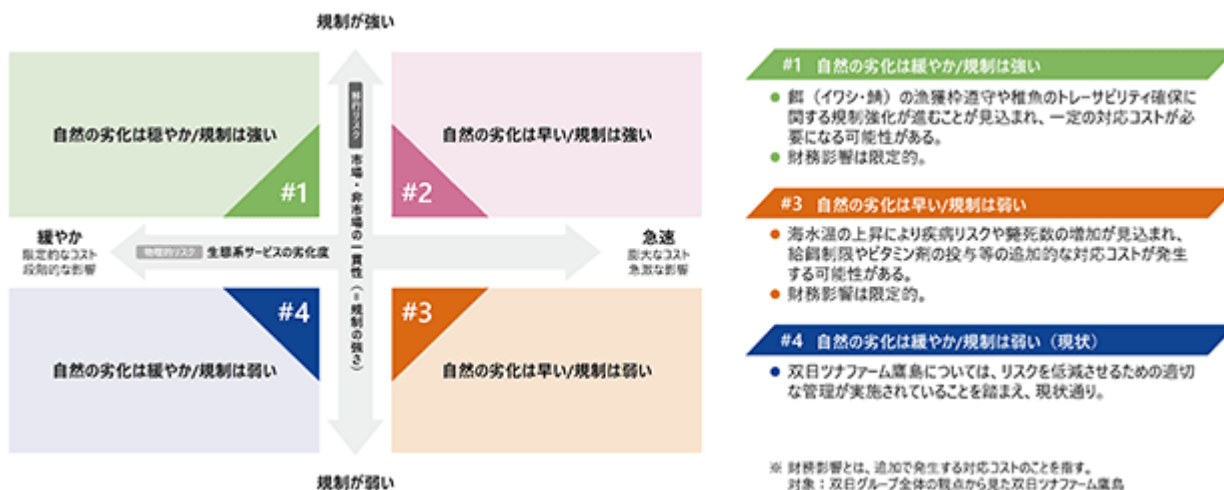 規制が強い
自然の劣化は穏やか/規制は強い
#1
自然の劣化は早い/規制は強い
#2
移行リスク 市場・非市場の一貫性(=規制の強さ)
緩やか
限定的なコスト
段階的な影響
物理的リスク 生態系サービスの劣化度
急速
膨大なコスト
急激な影響
#4
自然の劣化は緩やか/規制は弱い
#3
自然の劣化は早い/規制は弱い
規制が弱い
#1 自然の劣化は緩やか/規制は強い
● 餌(イワシ・鯖)の漁獲枠遵守や稚魚のトレーサビリティ確保に
関する規制強化が進むことが見込まれ、一定の対応コストが必
要になる可能性がある。
● 財務影響は限定的。
#3 自然の劣化は早い/規制は弱い
● 海水温の上昇により疾病リスクや斃死数の増加が見込まれ、
給餌制限やビタミン剤の投与等の追加的な対応コストが発生
する可能性がある。
● 財務影響は限定的。
#4 自然の劣化は緩やか/規制は弱い(現状)
● 双日ツナファーム鷹島については、リスクを低減させるための適切
な管理が実施されていることを踏まえ、現状通り。
※ 財務影響とは、追加で発生する対応コストのことを指す。
対象:双日グループ全体の観点から見た双日ツナファーム鷹島